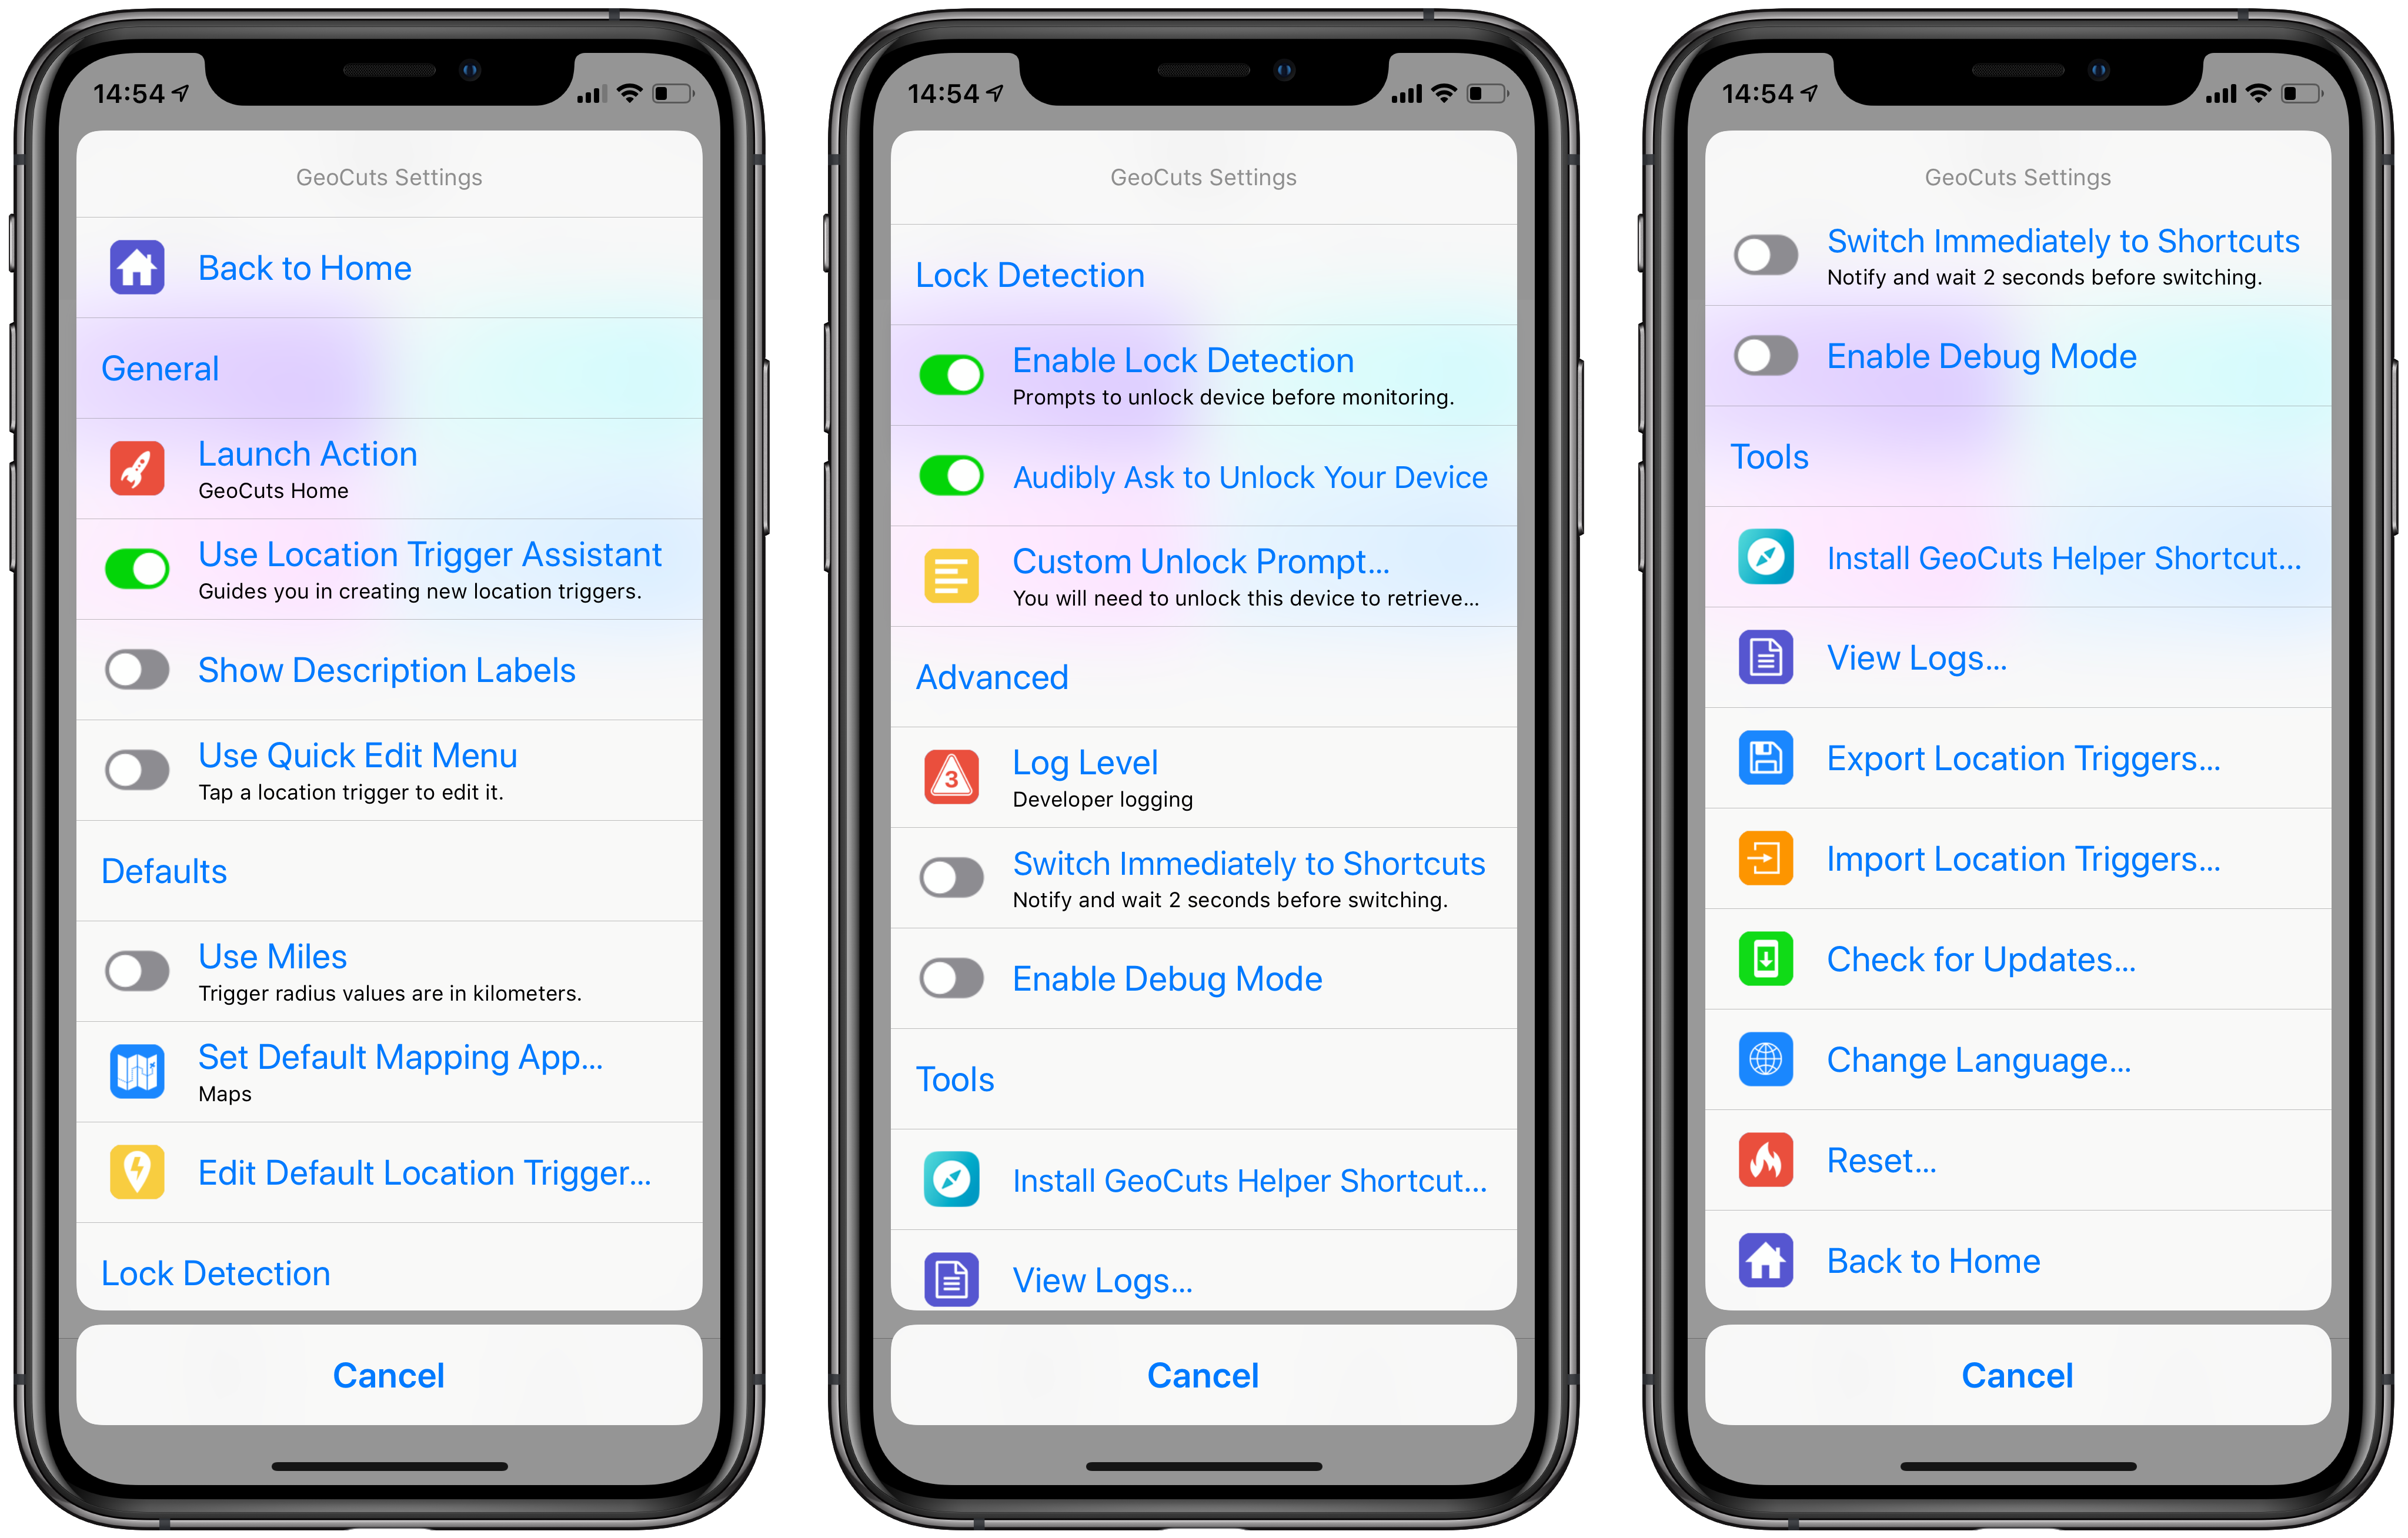 14:54
GeoCuts Settings
Back to Home
General
Launch Action
GeoCuts Home
Use Location Trigger Assistant
Guides you in creating new location triggers.
Show Description Labels
Use Quick Edit Menu
Tap a location trigger to edit it.
Defaults
Use Miles
Trigger radius values are in kilometers.
Set Default Mapping App...
Maps
Edit Default Location Trigger...
Lock Detection
Cancel
14:54
GeoCuts Settings
Lock Detection
Enable Lock Detection
Prompts to unlock device before monitoring.
Audibly Ask to Unlock Your Device
Custom Unlock Prompt...
You will need to unlock this device to retrieve...
Advanced
3
Log Level
Developer logging
Switch Immediately to Shortcuts
Notify and wait 2 seconds before switching.
Enable Debug Mode
Tools
Install GeoCuts Helper Shortcut...
View Logs...
Cancel
14:54
GeoCuts Settings
Switch Immediately to Shortcuts
Notify and wait 2 seconds before switching.
Enable Debug Mode
Tools
Install GeoCuts Helper Shortcut...
View Logs...
Export Location Triggers...
Import Location Triggers...
Check for Updates...
Change Language...
Reset...
Back to Home
Cancel